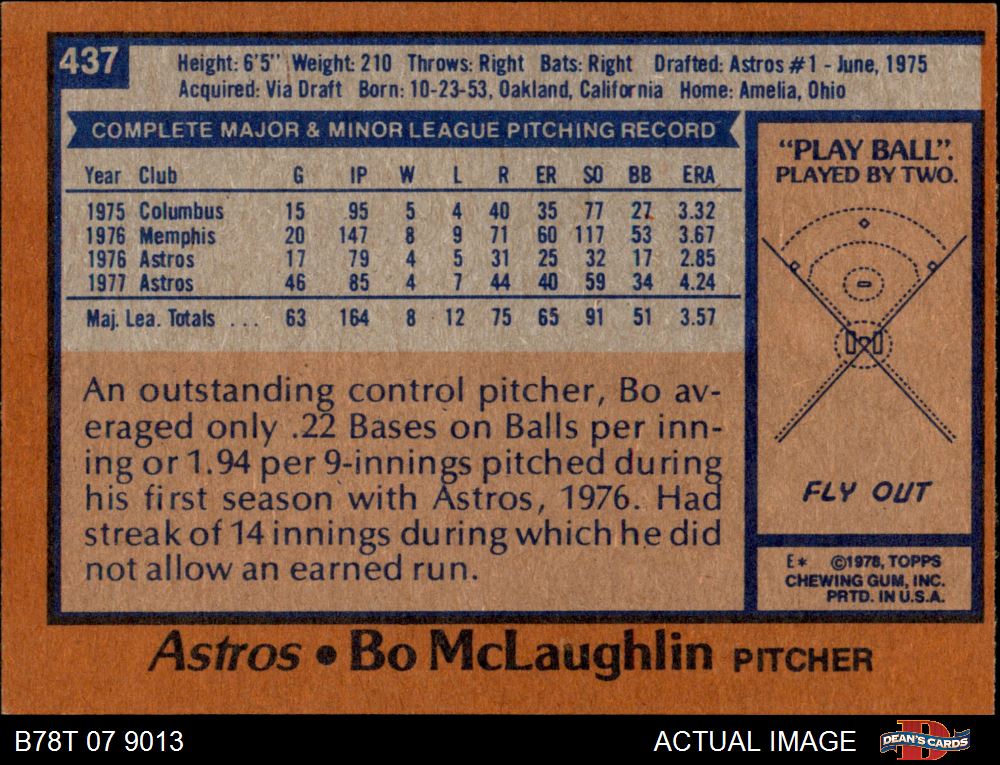 437
Height: 6'5" Weight: 210 Throws: Right Bats: Right Drafted: Astros #1 - June, 1975
Acquired: Via Draft Born: 10-23-53, Oakland, California Home: Amelia, Ohio
COMPLETE MAJOR & MINOR LEAGUE PITCHING RECORD
Year Club G IP W L R ER SO BB ERA
1975 Columbus 15 95 5 4 40 35 77 27 3.32
1976 Memphis 20 147 8 9 71 60 117 53 3.67
1976 Astros 17 79 4 5 31 25 32 17 2.85
1977 Astros 46 85 4 7 44 40 59 34 4.24
Maj. Lea. Totals ... 63 164 8 12 75 65 91 51 3.57
An outstanding control pitcher, Bo av-
eraged only .22 Bases on Balls per inn-
ing or 1.94 per 9-innings pitched during
his first season with Astros, 1976. Had
streak of 14 innings during which he did
not allow an earned run.
"PLAY BALL".
PLAYED BY TWO.
FLY OUT
E* ©1978, TOPPS
CHEWING GUM, INC.
PRTD. IN U.S.A.
Astros • Bo McLaughlin PITCHER
B78T 07 9013
ACTUAL IMAGE
DEAN'S CARDS